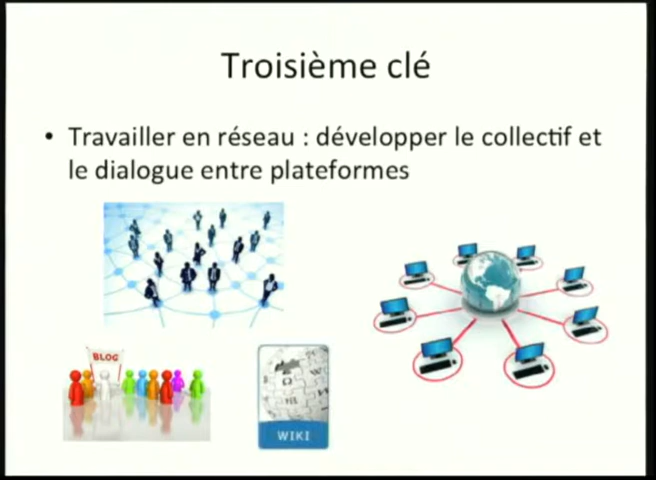 Troisième clé
• Travailler en réseau : développer le collectif et
le dialogue entre plateformes
BLOG
WIKI